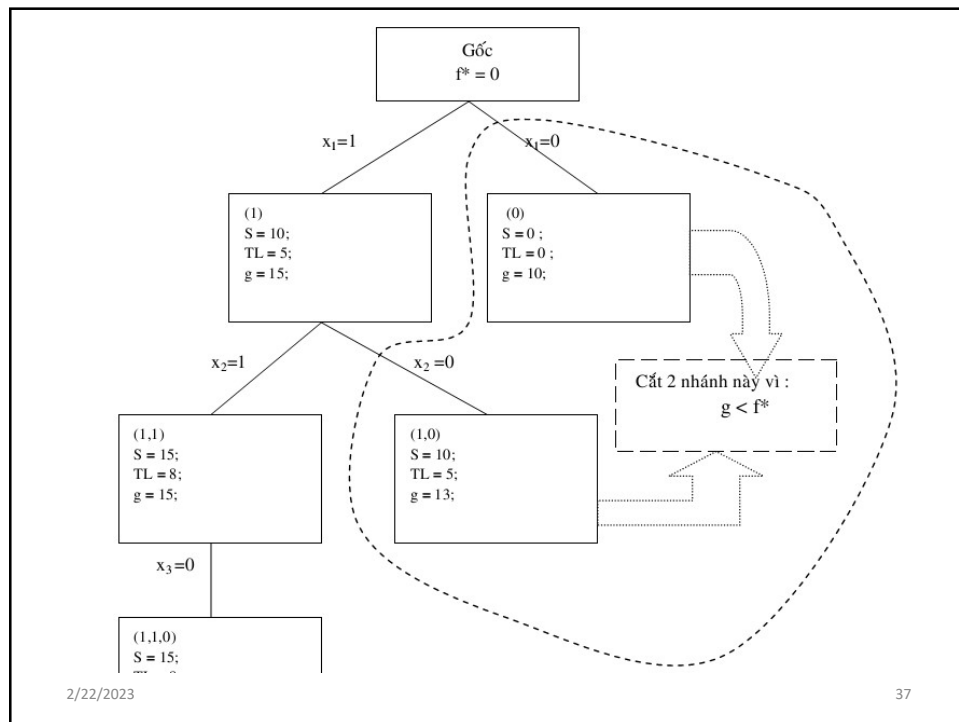 Gốc
f* = 0
x₁=1
x₁=0
(1)
S = 10;
TL = 5;
g = 15;
(0)
S = 0 ;
TL = 0 ;
g = 10;
x₂=1
x₂ =0
Cắt 2 nhánh này vì :
g < f*
(1,1)
S = 15;
TL = 8;
g = 15;
(1,0)
S = 10;
TL = 5;
g = 13;
x₃=0
(1,1,0)
S = 15;
2/22/2023
37